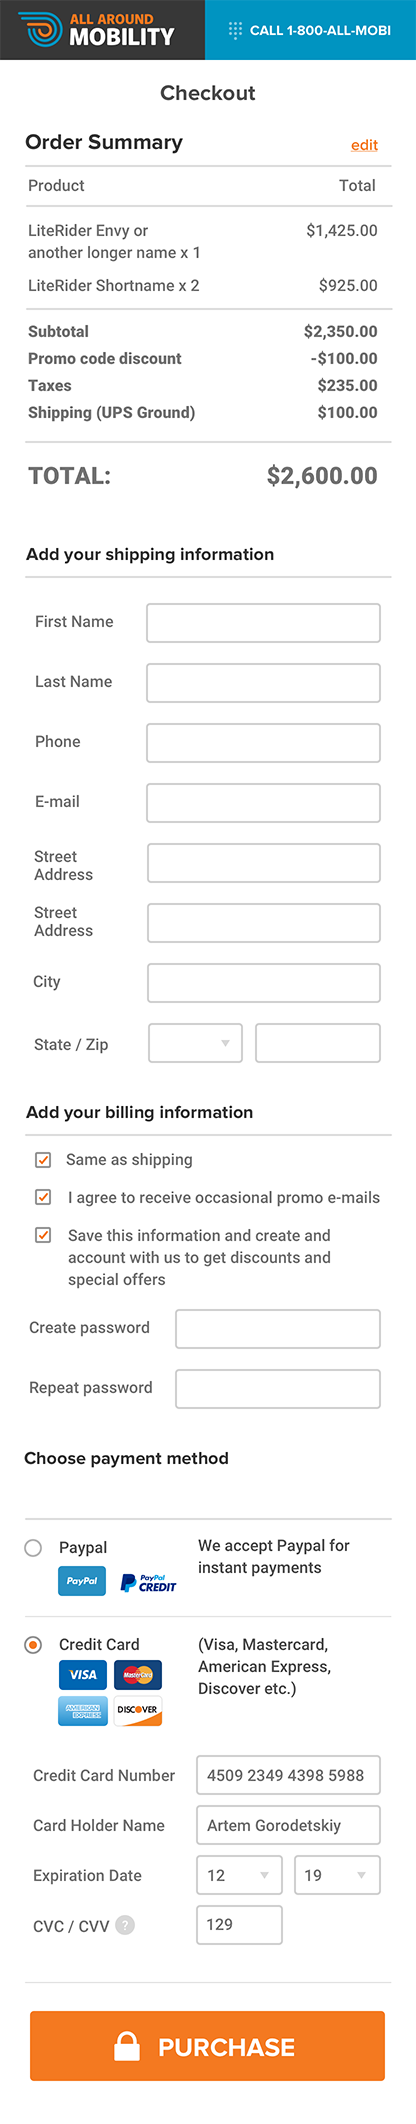 ALL AROUND
MOBILITY
CALL 1-800-ALL-MOBI
Checkout
Order Summary edit
Product Total
LiteRider Envy or $1,425.00
another longer name x 1
LiteRider Shortname x 2 $925.00
Subtotal $2,350.00
Promo code discount -$100.00
Taxes $235.00
Shipping (UPS Ground) $100.00
TOTAL: $2,600.00
Add your shipping information
First Name
Last Name
Phone
E-mail
Street
Address
Street
Address
City
State / Zip
Add your billing information
Same as shipping
I agree to receive occasional promo e-mails
Save this information and create and
account with us to get discounts and
special offers
Create password
Repeat password
Choose payment method
Paypal We accept Paypal for
instant payments
PayPal PayPal
CREDIT
Credit Card (Visa, Mastercard,
American Express,
Discover etc.)
VISA MasterCard
AMERICAN
EXPRESS
DISCOVER
Credit Card Number 4509 2349 4398 5988
Card Holder Name Artem Gorodetskiy
Expiration Date 12 19
CVC / CVV ? 129
PURCHASE